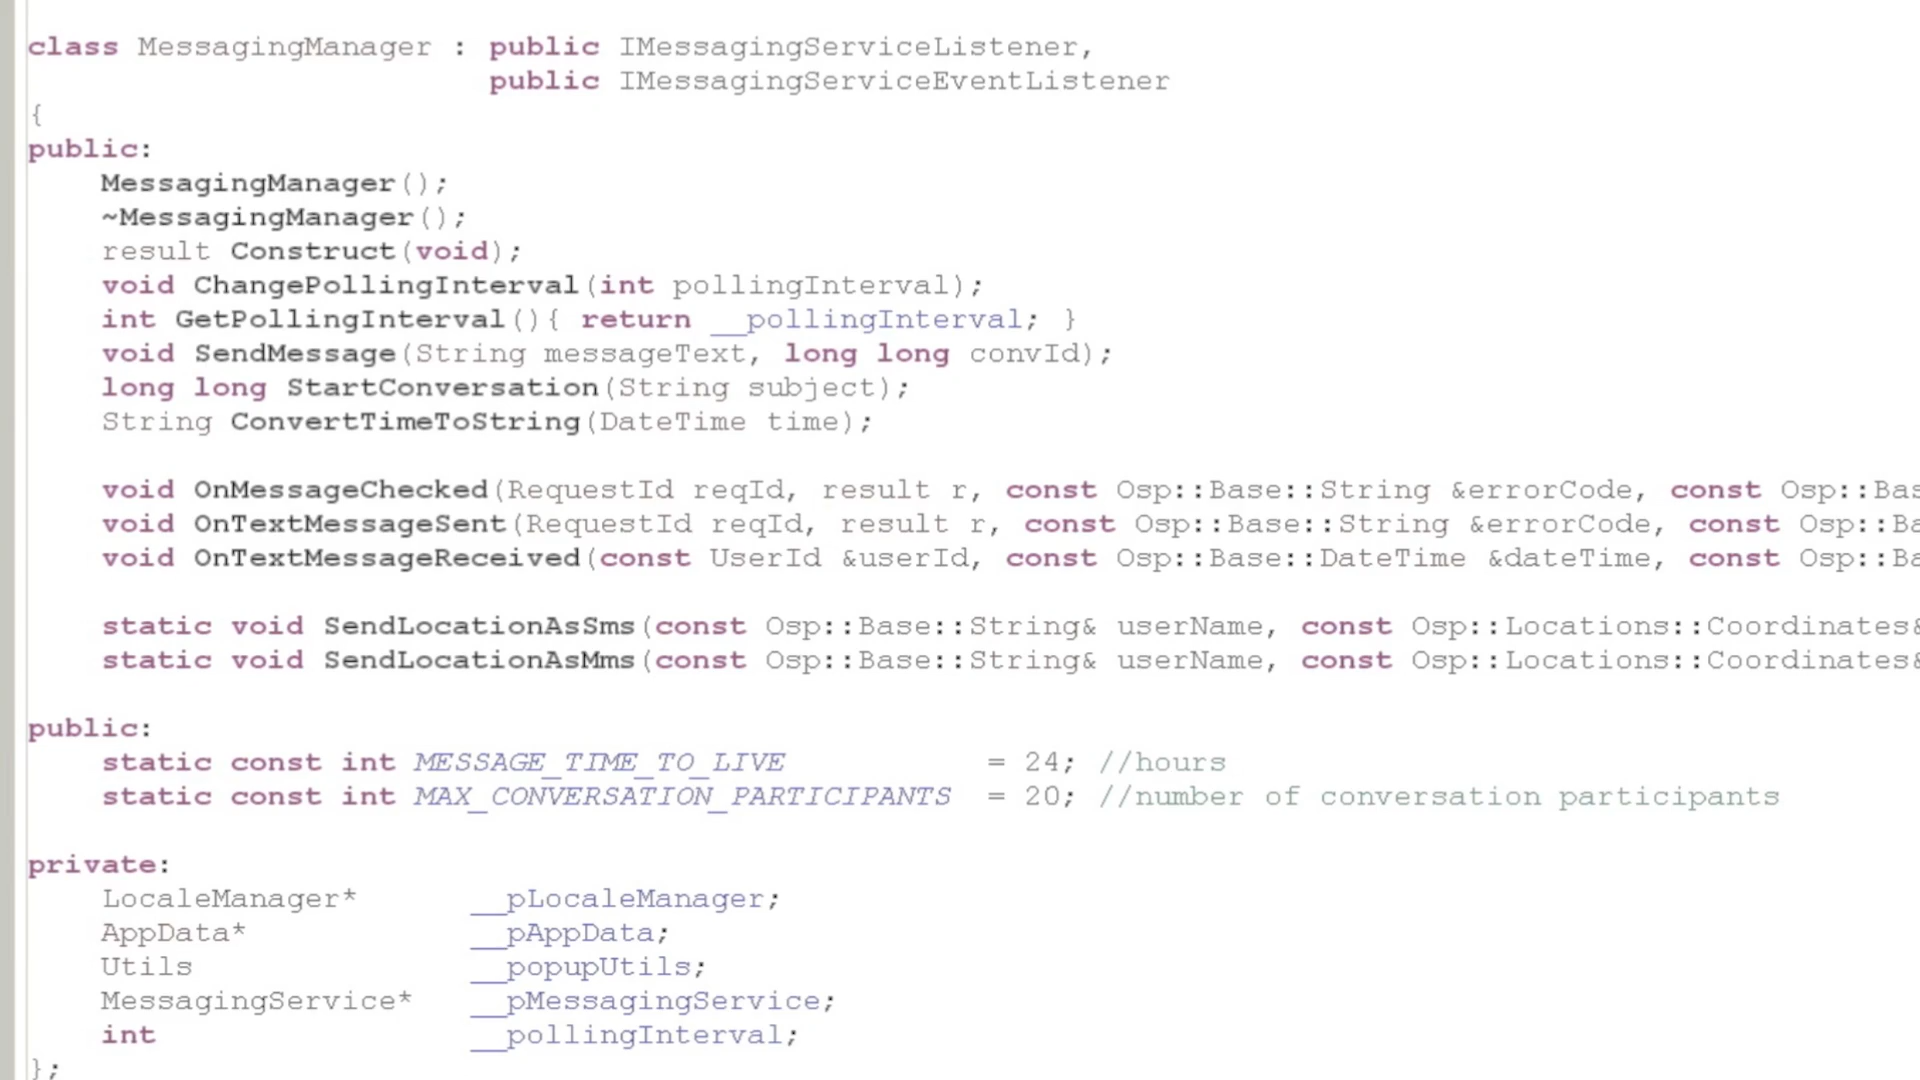 class MessagingManager : public IMessagingServiceListener,
public IMessagingServiceEventListener
{
public:
MessagingManager();
~MessagingManager();
result Construct(void);
void ChangePollingInterval(int pollingInterval);
int GetPollingInterval(){ return __pollingInterval; }
void SendMessage(String messageText, long long convId);
long long StartConversation(String subject);
String ConvertTimeToString(DateTime time);
void OnMessageChecked(RequestId reqId, result r, const Osp::Base::String &errorCode, const Osp::Bas
void OnTextMessageSent(RequestId reqId, result r, const Osp::Base::String &errorCode, const Osp::Ba
void OnTextMessageReceived(const UserId &userId, const Osp::Base::DateTime &dateTime, const Osp::Ba
static void SendLocationAsSms(const Osp::Base::String& userName, const Osp::Locations::Coordinates&
static void SendLocationAsMms(const Osp::Base::String& userName, const Osp::Locations::Coordinates&
public:
static const int MESSAGE_TIME_TO_LIVE = 24; //hours
static const int MAX_CONVERSATION_PARTICIPANTS = 20; //number of conversation participants
private:
LocaleManager* __pLocaleManager;
AppData* __pAppData;
Utils __popupUtils;
MessagingService* __pMessagingService;
int __pollingInterval;
};